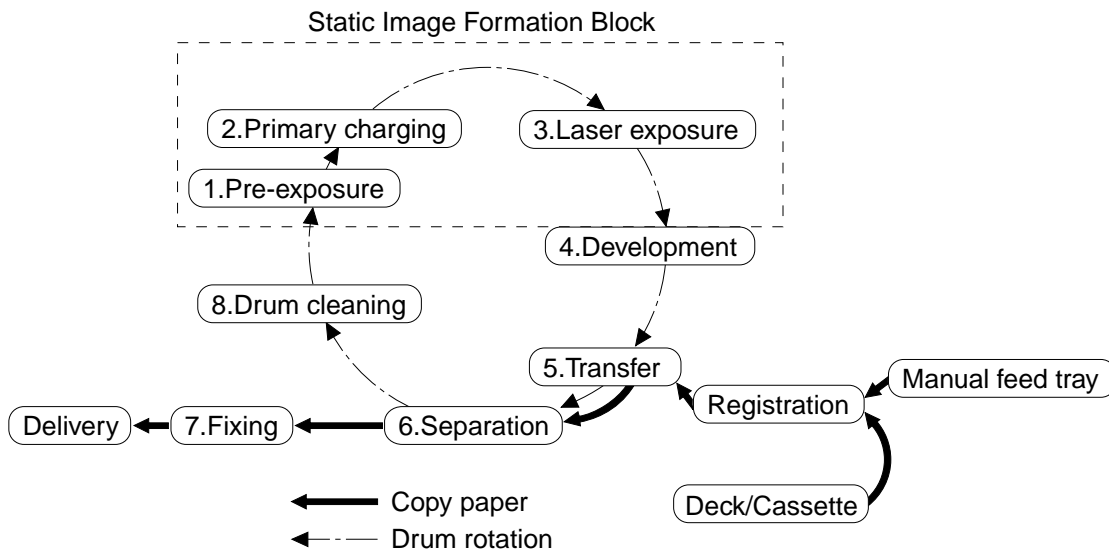 Static Image Formation Block
2.Primary charging
3.Laser exposure
1.Pre-exposure
4.Development
8.Drum cleaning
5.Transfer
Manual feed tray
Registration
Delivery
7.Fixing
6.Separation
Deck/Cassette
Copy paper
Drum rotation